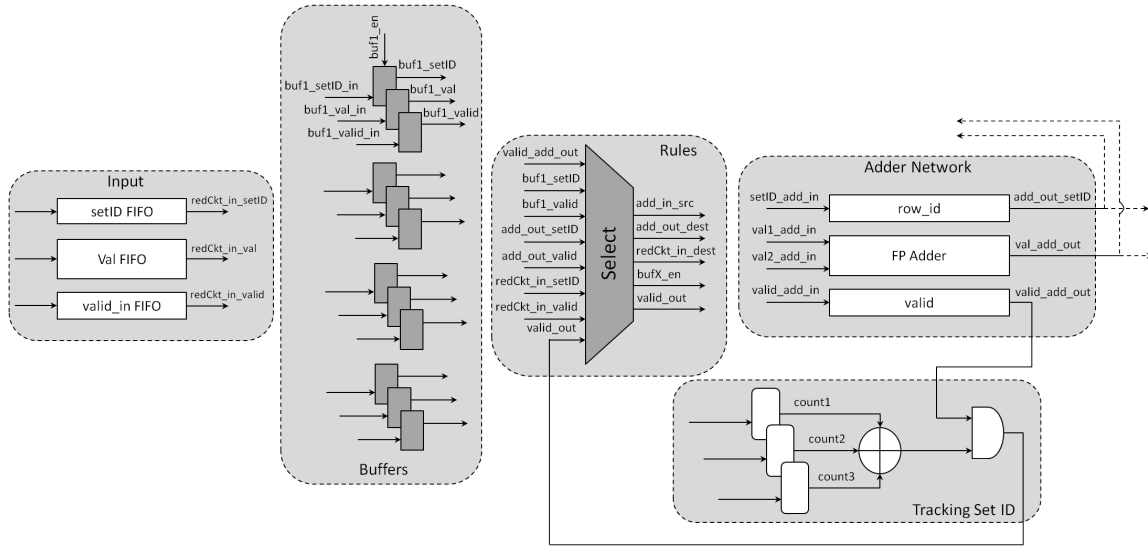 Input
setID FIFO
redCkt_in_setID
Val FIFO
redCkt_in_val
valid_in FIFO
redCkt_in_valid
buf1_en
buf1_setID
buf1_setID_in
buf1_val
buf1_val_in
buf1_valid
buf1_valid_in
Buffers
Rules
valid_add_out
buf1_setID
buf1_valid
add_out_setID
add_out_valid
redCkt_in_setID
redCkt_in_valid
valid_out
Select
add_in_src
add_out_dest
redCkt_in_dest
bufX_en
valid_out
Adder Network
setID_add_in
row_id
add_out_setID
val1_add_in
val2_add_in
FP Adder
val_add_out
valid_add_in
valid
valid_add_out
count1
count2
count3
Tracking Set ID